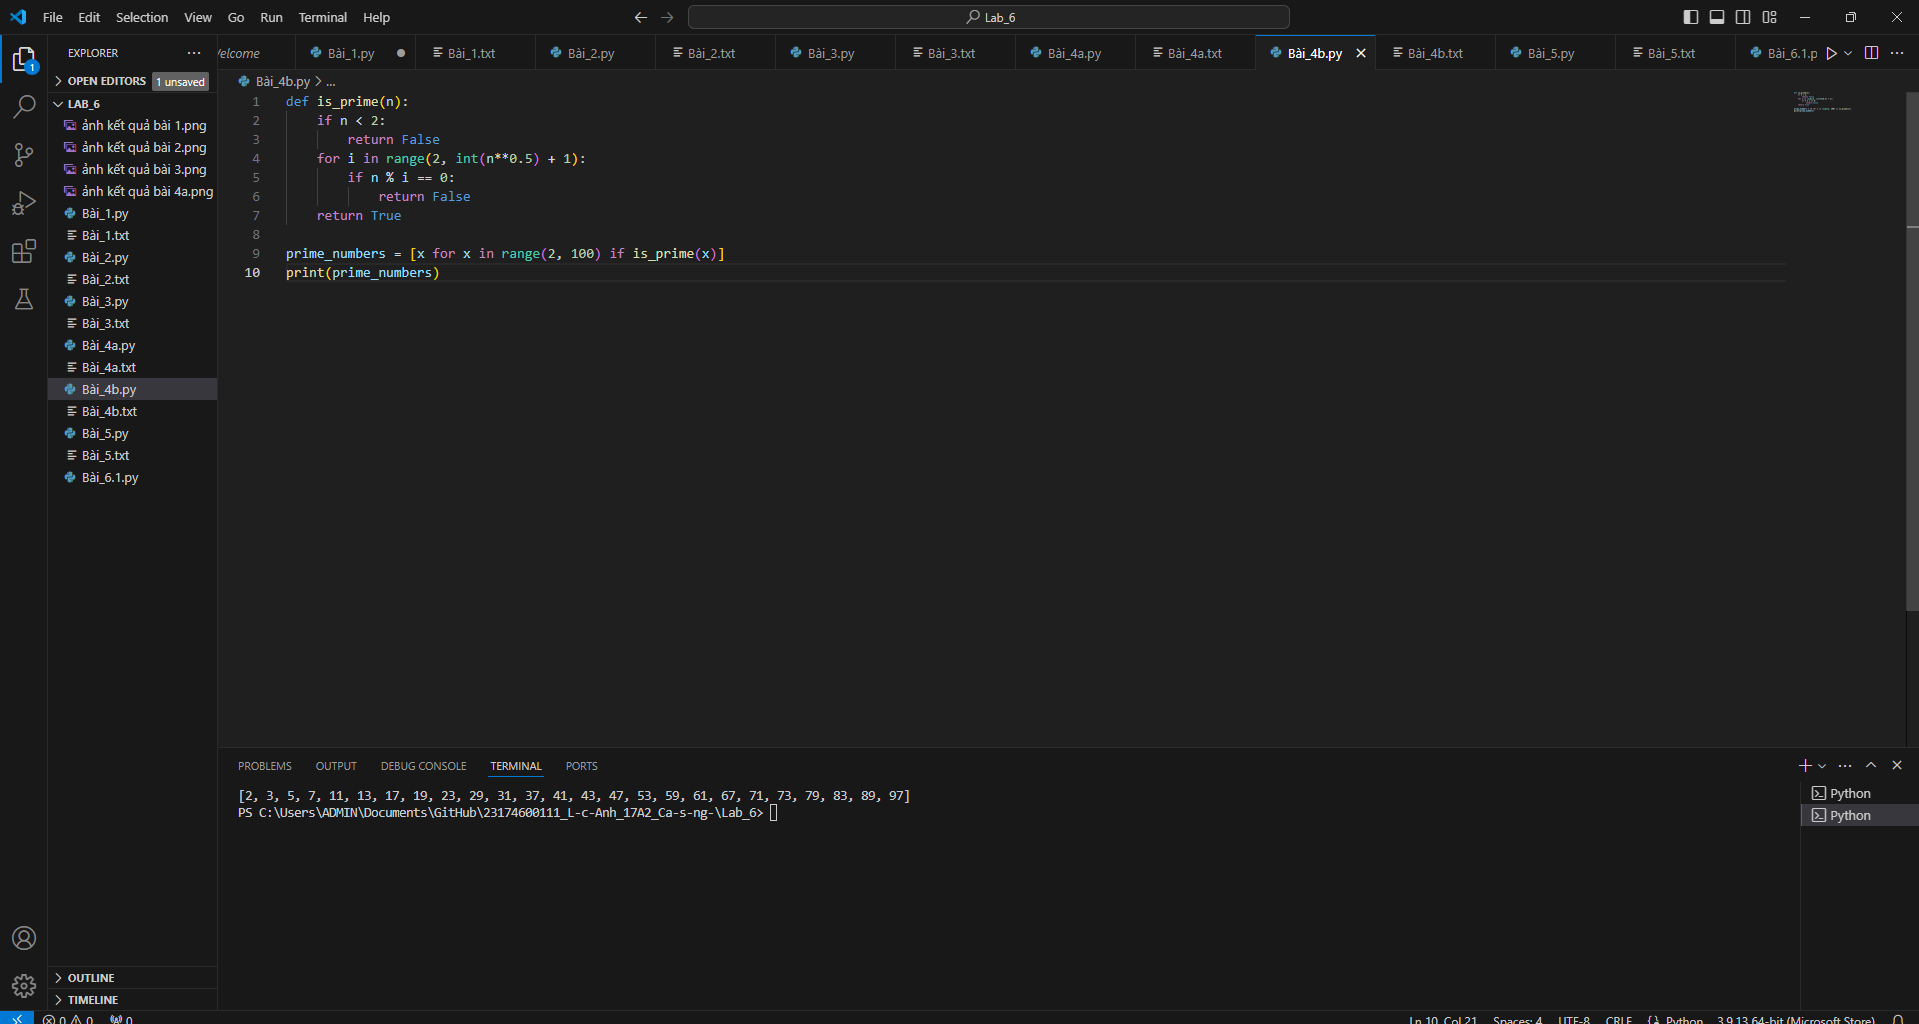 File Edit Selection View Go Run Terminal Help
Lab_6
EXPLORER
OPEN EDITORS 1 unsaved
LAB_6
ảnh kết quả bài 1.png
ảnh kết quả bài 2.png
ảnh kết quả bài 3.png
ảnh kết quả bài 4a.png
Bài_1.py
Bài_1.txt
Bài_2.py
Bài_2.txt
Bài_3.py
Bài_3.txt
Bài_4a.py
Bài_4a.txt
Bài_4b.py
Bài_4b.txt
Bài_5.py
Bài_5.txt
Bài_6.1.py
OUTLINE
TIMELINE
1
elcome Bài_1.py Bài_1.txt Bài_2.py Bài_2.txt Bài_3.py Bài_3.txt Bài_4a.py Bài_4a.txt Bài_4b.py Bài_4b.txt Bài_5.py Bài_5.txt Bài_6.1.p
Bài_4b.py > ...
1 def is_prime(n):
2 if n < 2:
3 return False
4 for i in range(2, int(n**0.5) + 1):
5 if n % i == 0:
6 return False
7 return True
8
9 prime_numbers = [x for x in range(2, 100) if is_prime(x)]
10 print(prime_numbers)
PROBLEMS OUTPUT DEBUG CONSOLE TERMINAL PORTS
[2, 3, 5, 7, 11, 13, 17, 19, 23, 29, 31, 37, 41, 43, 47, 53, 59, 61, 67, 71, 73, 79, 83, 89, 97]
PS C:\Users\ADMIN\Documents\GitHub\23174600111_L-c-Anh_17A2_Ca-s-ng-\Lab_6>
Python
Python
0 0 0
Ln 10, Col 21 Spaces: 4 UTF-8 CRLF Python 3.9.13 64-bit (Microsoft Store)